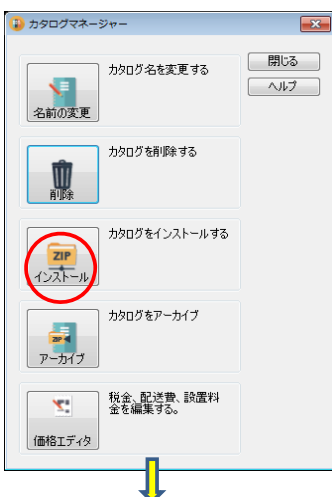 カタログマネージャー
名前の変更
カタログ名を変更する
閉じる
ヘルプ
削除
カタログを削除する
ZIP
インストール
カタログをインストールする
ZIP
アーカイブ
カタログをアーカイブ
価格エディタ
税金、配送費、設置料
金を編集する。